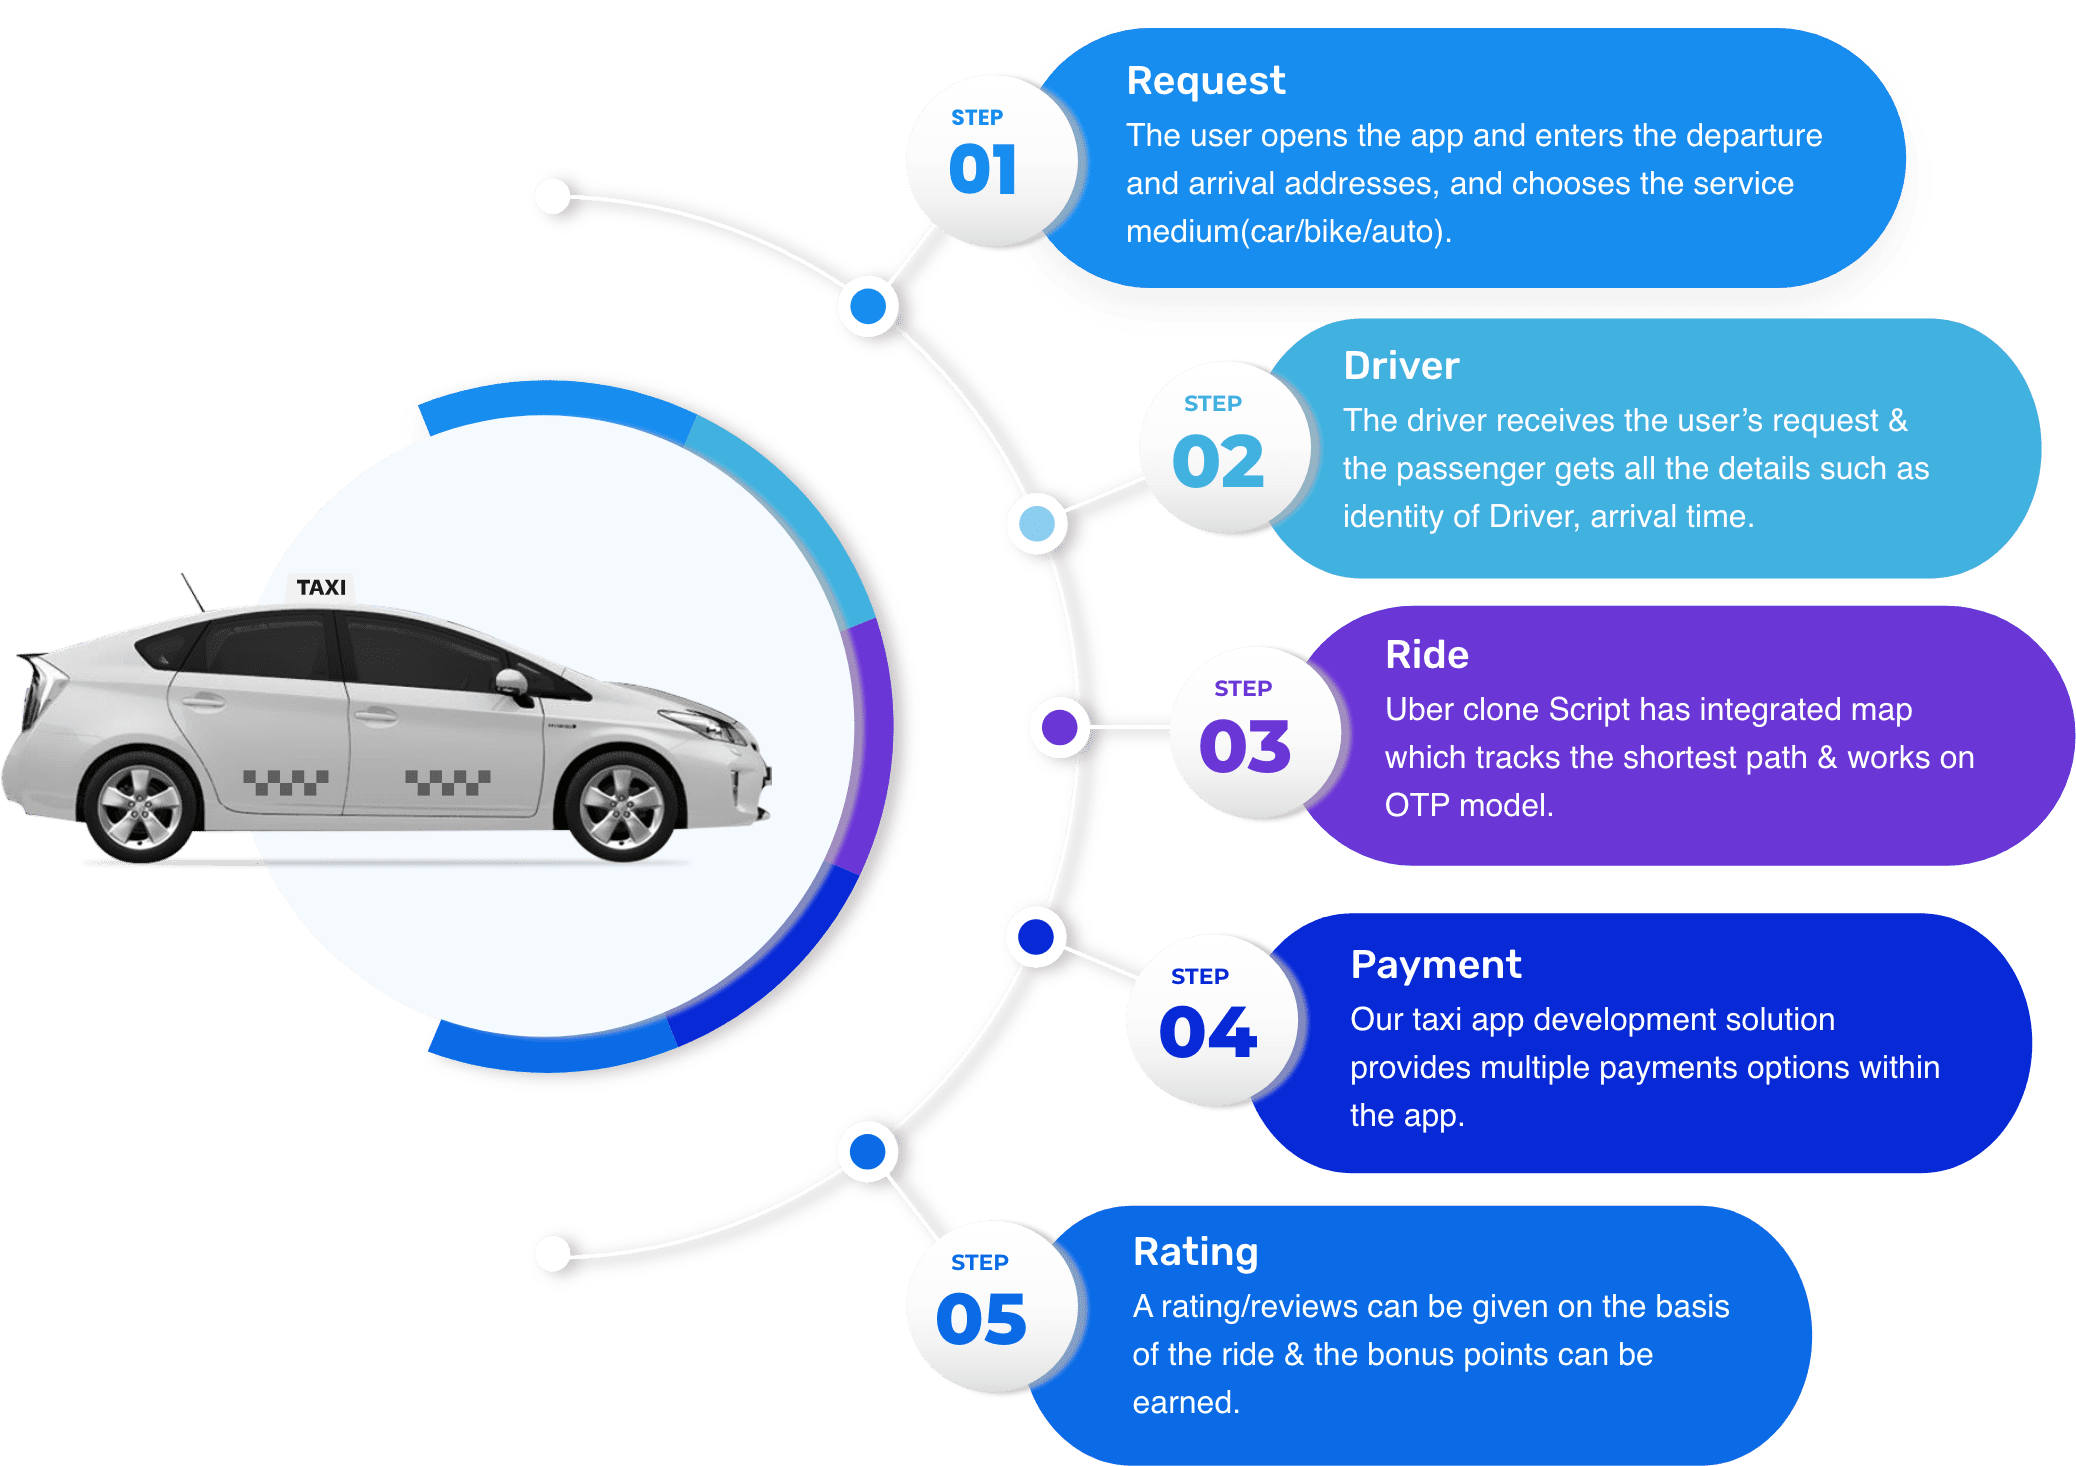 STEP
01
Request
The user opens the app and enters the departure
and arrival addresses, and chooses the service
medium(car/bike/auto).
STEP
02
Driver
The driver receives the user’s request &
the passenger gets all the details such as
identity of Driver, arrival time.
TAXI
STEP
03
Ride
Uber clone Script has integrated map
which tracks the shortest path & works on
OTP model.
STEP
04
Payment
Our taxi app development solution
provides multiple payments options within
the app.
STEP
05
Rating
A rating/reviews can be given on the basis
of the ride & the bonus points can be
earned.